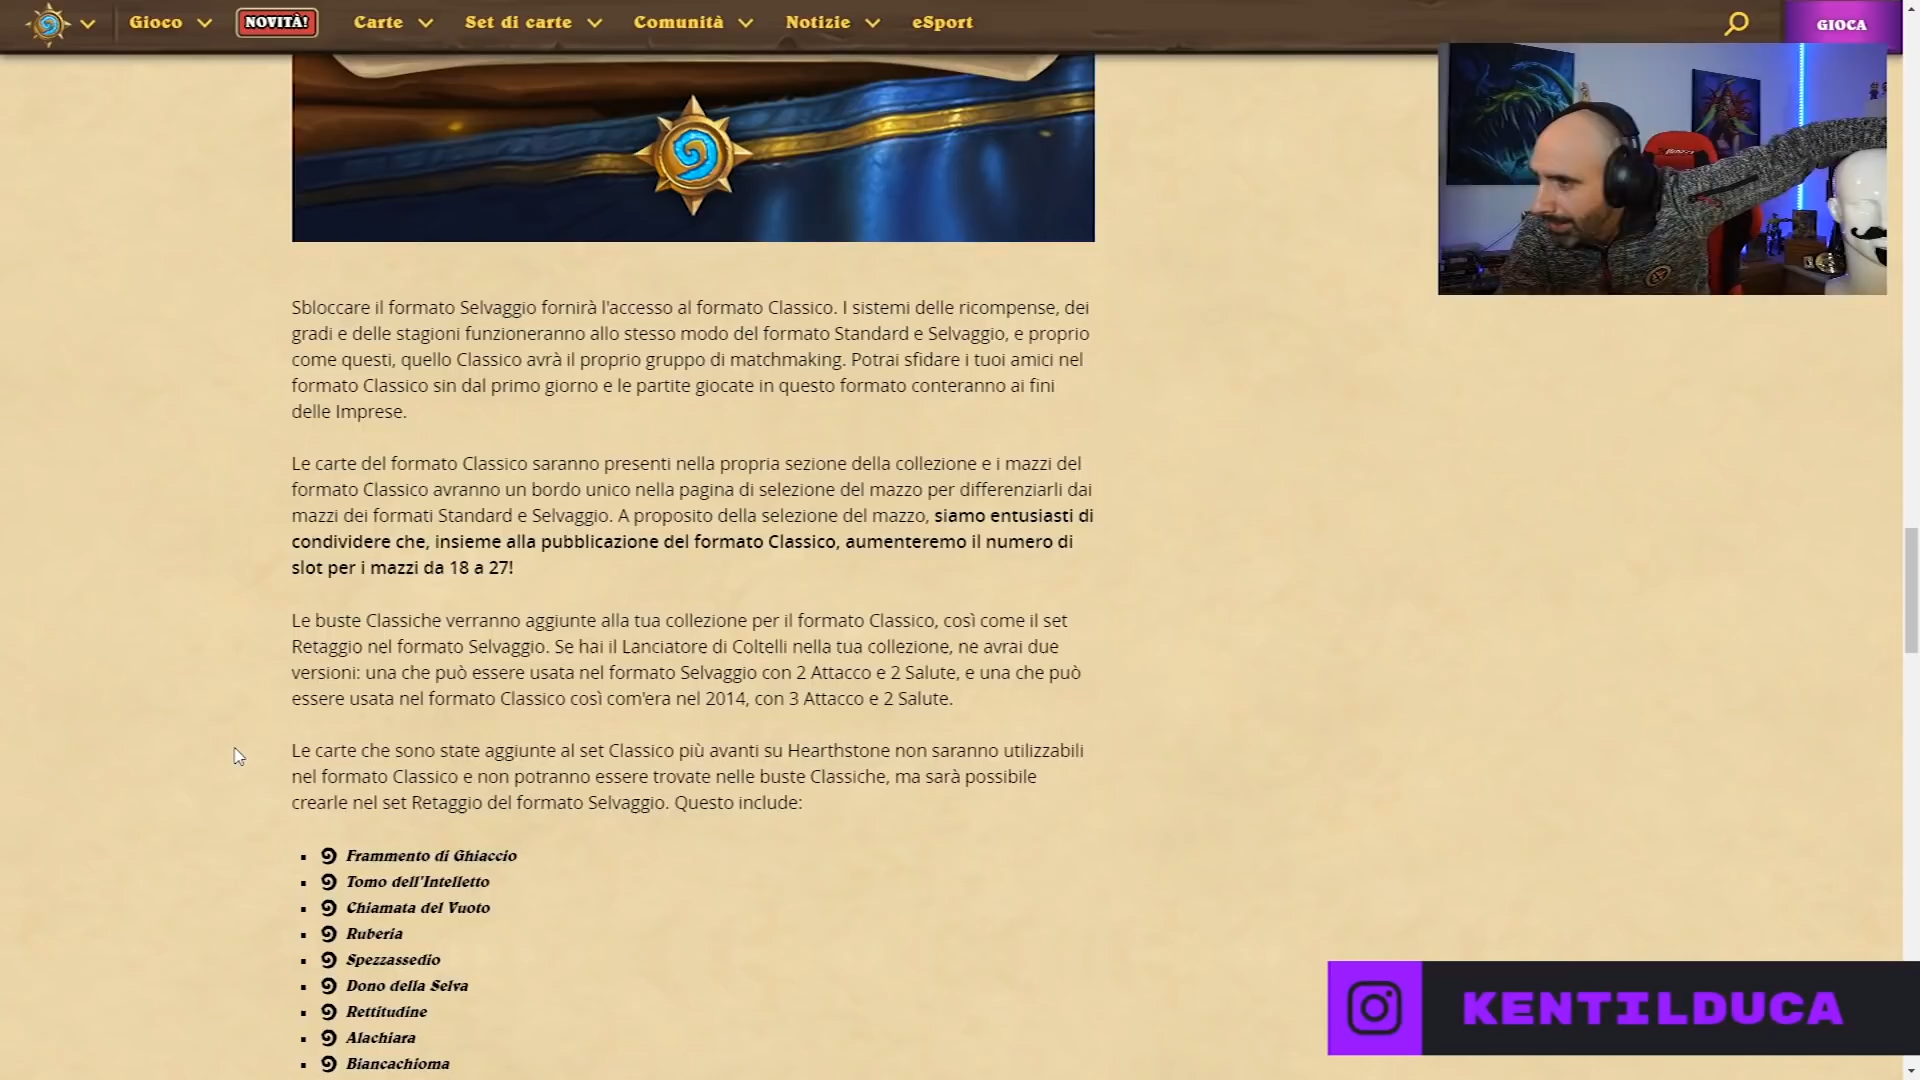 Gioco
NOVITÀ!
Carte
Set di carte
Comunità
Notizie
eSport
GIOCA
Sbloccare il formato Selvaggio fornirà l'accesso al formato Classico. I sistemi delle ricompense, dei
gradi e delle stagioni funzioneranno allo stesso modo del formato Standard e Selvaggio, e proprio
come questi, quello Classico avrà il proprio gruppo di matchmaking. Potrai sfidare i tuoi amici nel
formato Classico sin dal primo giorno e le partite giocate in questo formato conteranno ai fini
delle Imprese.
Le carte del formato Classico saranno presenti nella propria sezione della collezione e i mazzi del
formato Classico avranno un bordo unico nella pagina di selezione del mazzo per differenziarli dai
mazzi dei formati Standard e Selvaggio. A proposito della selezione del mazzo, siamo entusiasti di
condividere che, insieme alla pubblicazione del formato Classico, aumenteremo il numero di
slot per i mazzi da 18 a 27!
Le buste Classiche verranno aggiunte alla tua collezione per il formato Classico, così come il set
Retaggio nel formato Selvaggio. Se hai il Lanciatore di Coltelli nella tua collezione, ne avrai due
versioni: una che può essere usata nel formato Selvaggio con 2 Attacco e 2 Salute, e una che può
essere usata nel formato Classico così com'era nel 2014, con 3 Attacco e 2 Salute.
Le carte che sono state aggiunte al set Classico più avanti su Hearthstone non saranno utilizzabili
nel formato Classico e non potranno essere trovate nelle buste Classiche, ma sarà possibile
crearle nel set Retaggio del formato Selvaggio. Questo include:
Frammento di Ghiaccio
Tomo dell'Intelletto
Chiamata del Vuoto
Ruberia
Spezzassedio
Dono della Selva
Rettitudine
Alachiara
Biancachioma
KENTILDUCA